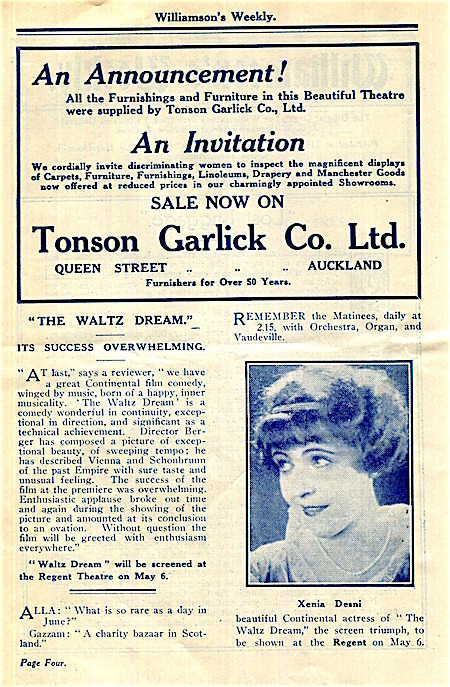 Williamson's Weekly.
An Announcement!
All the Furnishings and Furniture in this Beautiful Theatre
were supplied by Tonson Garlick Co., Ltd.
An Invitation
We cordially invite discriminating women to inspect the magnificent displays
of Carpets, Furniture, Furnishings, Linoleums, Drapery and Manchester Goods
now offered at reduced prices in our charmingly appointed Showrooms.
SALE NOW ON
Tonson Garlick Co. Ltd.
QUEEN STREET .. .. .. AUCKLAND
Furnishers for Over 50 Years.
"THE WALTZ DREAM."
ITS SUCCESS OVERWHELMING.
"AT last," says a reviewer, "we have
a great Continental film comedy,
winged by music, born of a happy, inner
musicality. 'The Waltz Dream' is a
comedy wonderful in continuity, excep-
tional in direction, and significant as a
technical achievement. Director Ber-
ger has composed a picture of excep-
tional beauty, of sweeping tempo; he
has described Vienna and Schonbrunn
of the past Empire with sure taste and
unusual feeling. The success of the
film at the premiere was overwhelming.
Enthusiastic applause broke out time
and again during the showing of the
picture and amounted at its conclusion
to an ovation. Without question the
film will be greeted with enthusiasm
everywhere."
"Waltz Dream" will be screened at
the Regent Theatre on May 6.
ALLA: "What is so rare as a day in
June?"
Gazzam: "A charity bazaar in Scot-
land."
Page Four.
REMEMBER the Matinees, daily at
2.15, with Orchestra, Organ, and
Vaudeville.
Xenia Desni
beautiful Continental actress of "The
Waltz Dream," the screen triumph, to
be shown at the Regent on May 6.